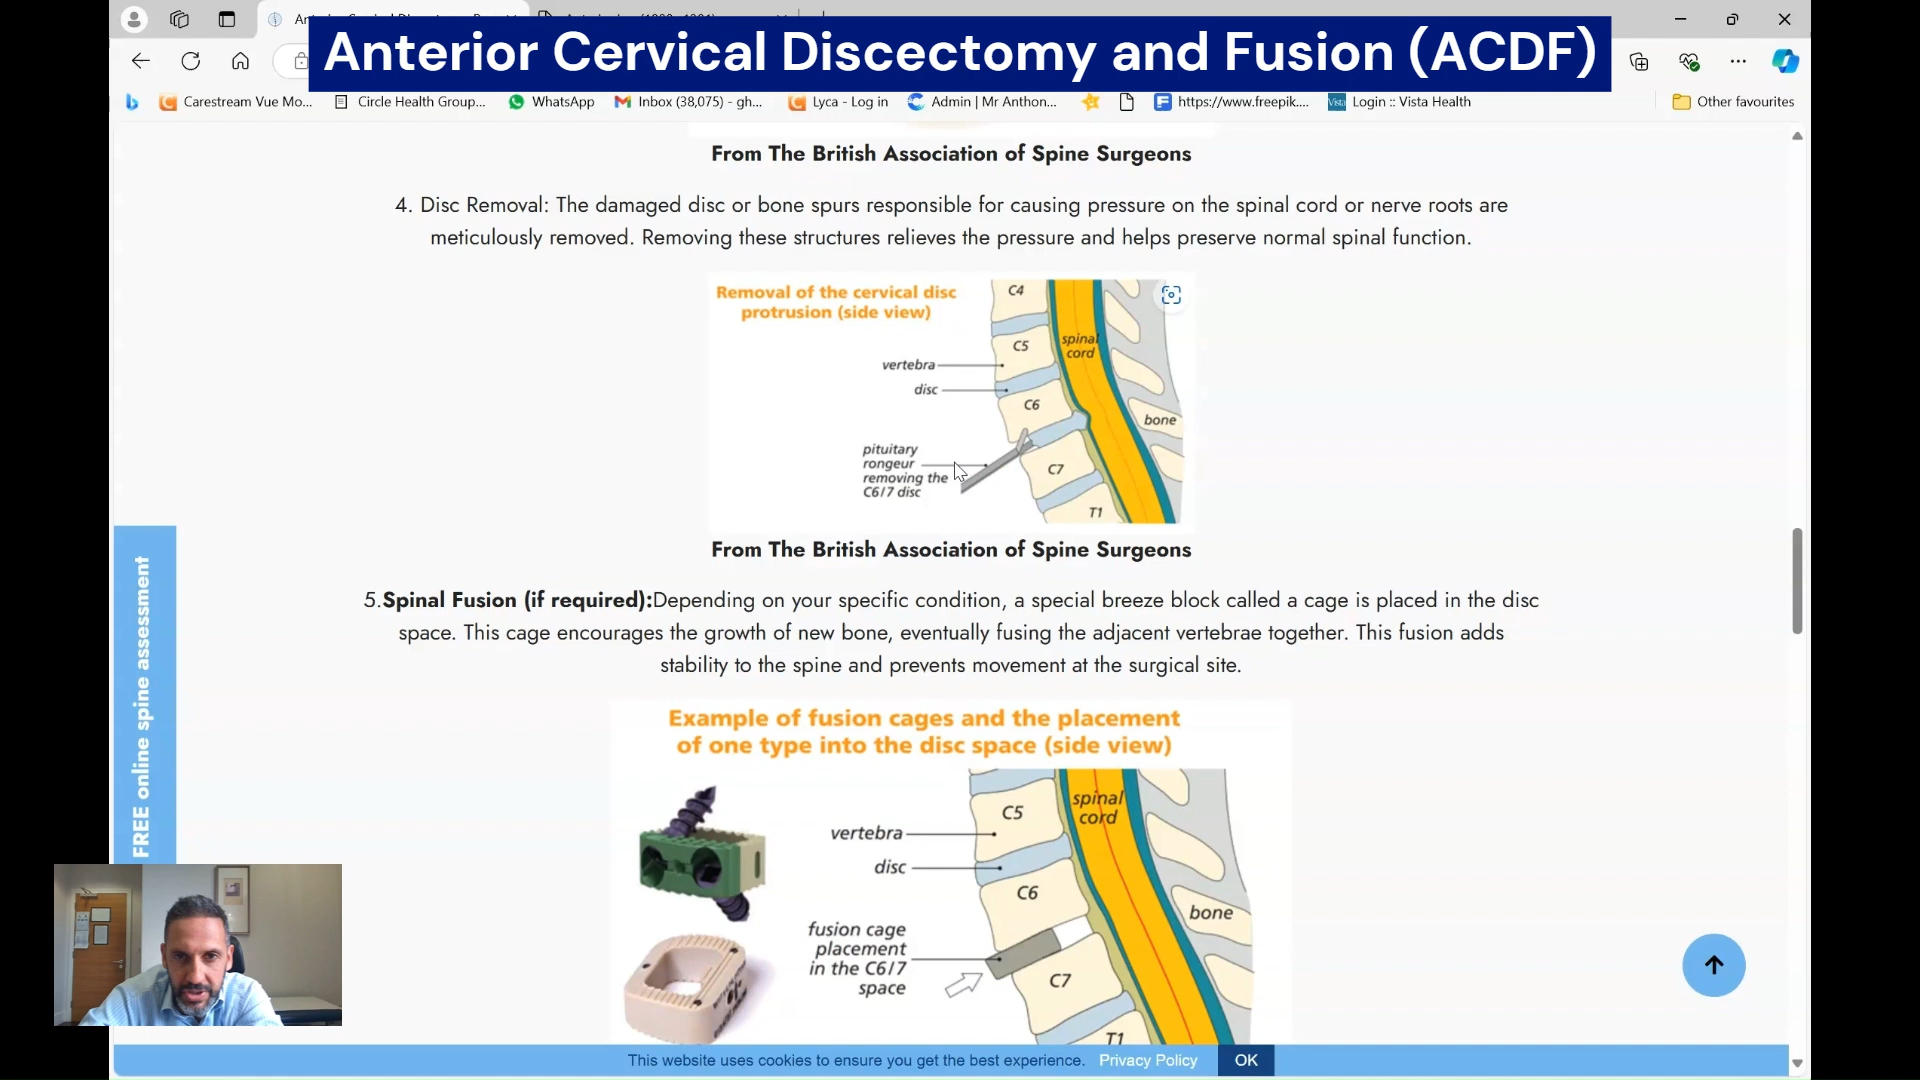 Anterior Cervical Discectomy and Fusion (ACDF)
Carestream Vue Mo...
Circle Health Group...
WhatsApp
Inbox (38,075) - gh...
Lyca - Log in
Admin | Mr Anthon...
https://www.freepik....
Vista
Login :: Vista Health
Other favourites
From The British Association of Spine Surgeons
4. Disc Removal: The damaged disc or bone spurs responsible for causing pressure on the spinal cord or nerve roots are
meticulously removed. Removing these structures relieves the pressure and helps preserve normal spinal function.
Removal of the cervical disc
protrusion (side view)
C4
C5
spinal
cord
vertebra
disc
C6
bone
pituitary
rongeur
removing the
C6/7 disc
C7
T1
From The British Association of Spine Surgeons
5.Spinal Fusion (if required):Depending on your specific condition, a special breeze block called a cage is placed in the disc
space. This cage encourages the growth of new bone, eventually fusing the adjacent vertebrae together. This fusion adds
stability to the spine and prevents movement at the surgical site.
Example of fusion cages and the placement
of one type into the disc space (side view)
C5
spinal
cord
vertebra
disc
C6
bone
fusion cage
placement
in the C6/7
space
C7
T1
FREE online spine assessment
This website uses cookies to ensure you get the best experience. Privacy Policy OK